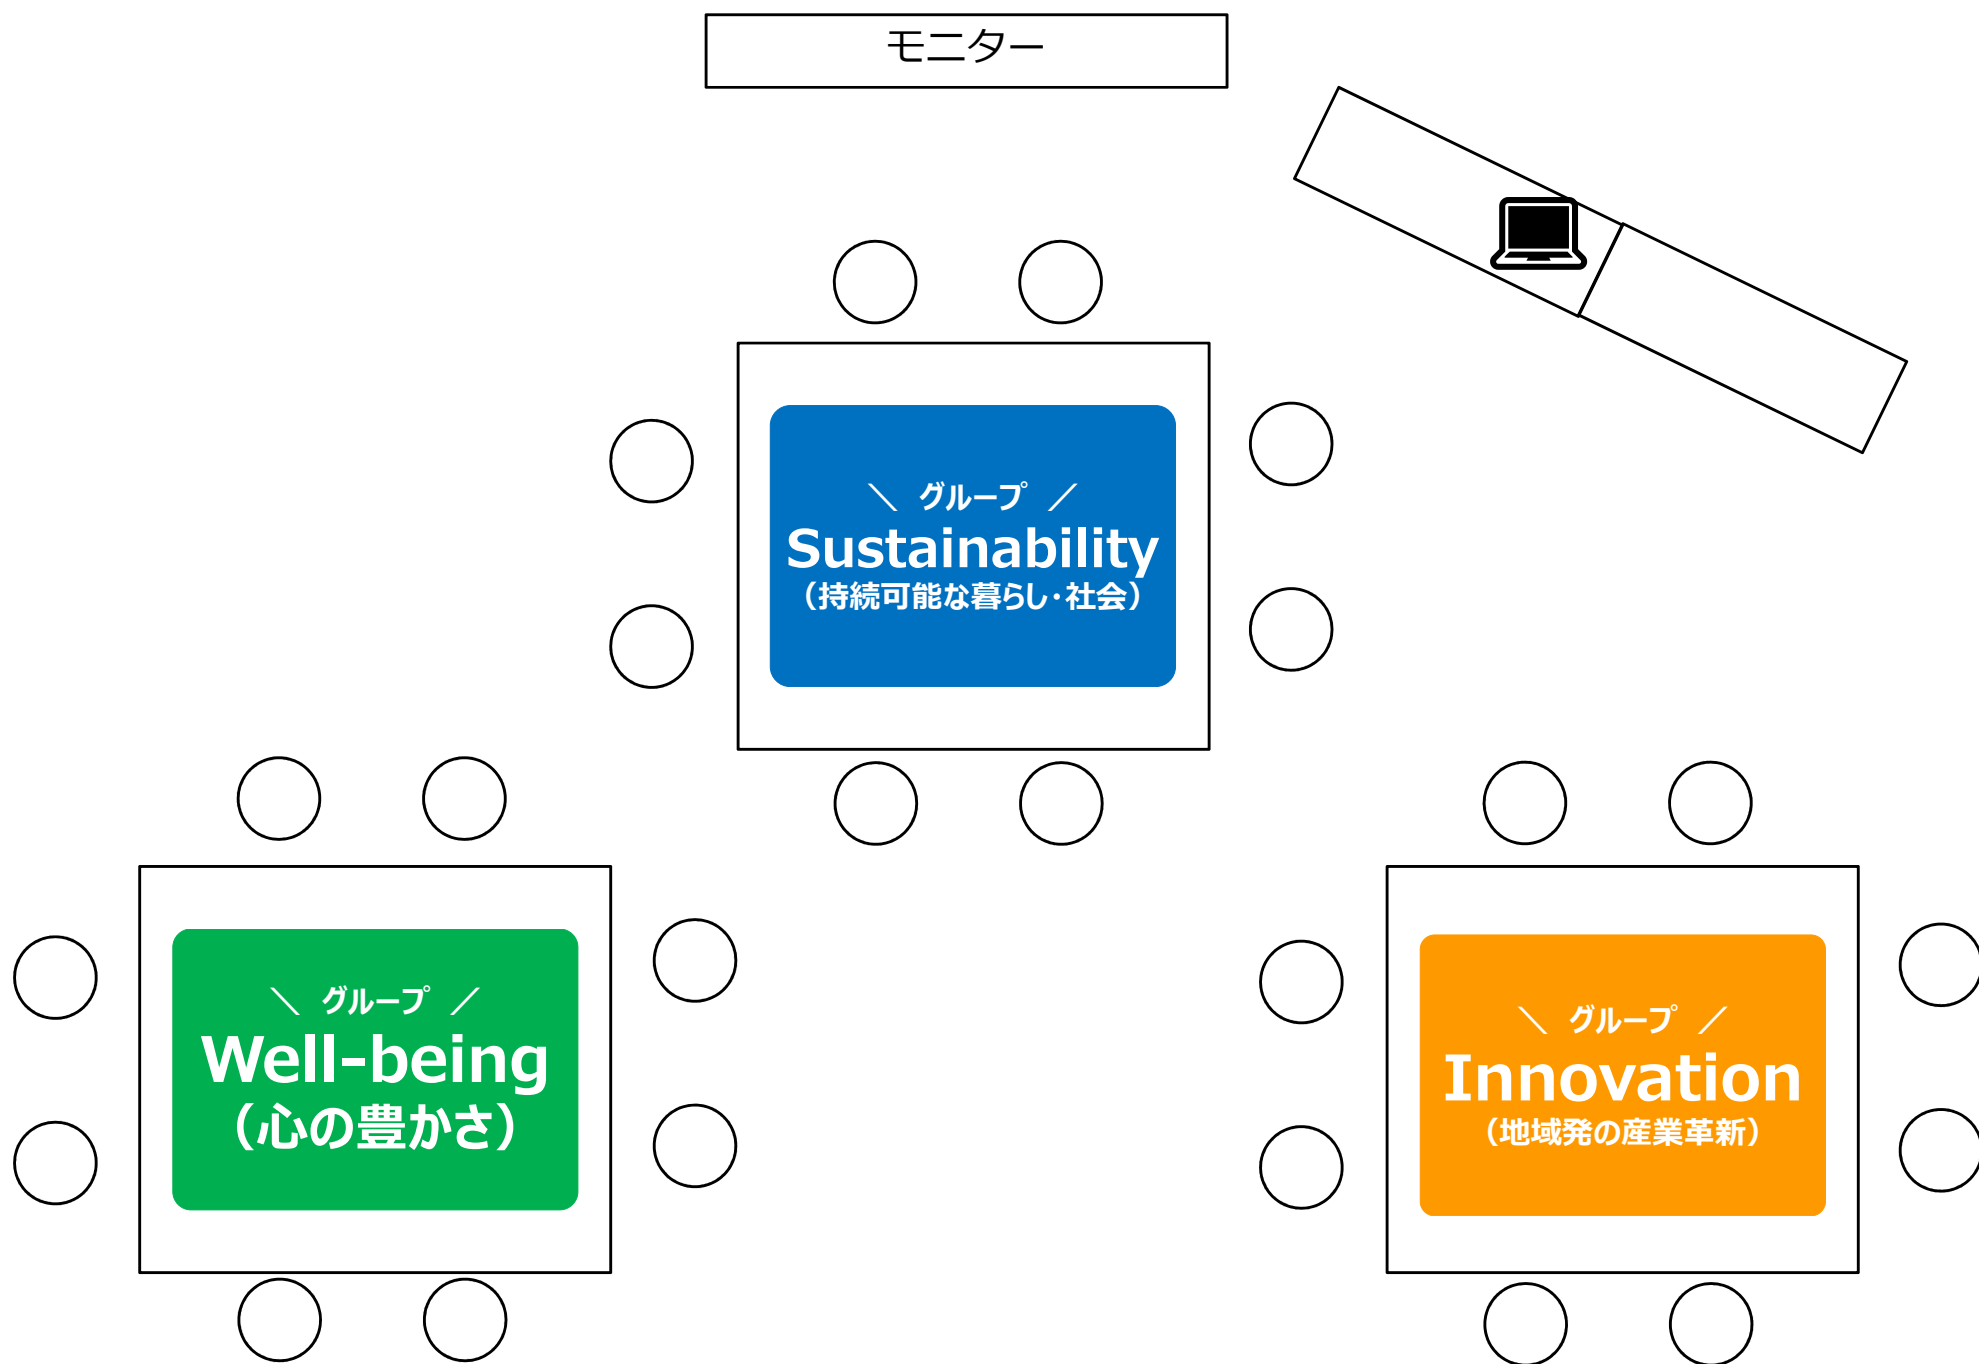 モニター
＼ グループ ／
Sustainability
（持続可能な暮らし・社会）
＼ グループ ／
Well-being
（心の豊かさ）
＼ グループ ／
Innovation
（地域発の産業革新）